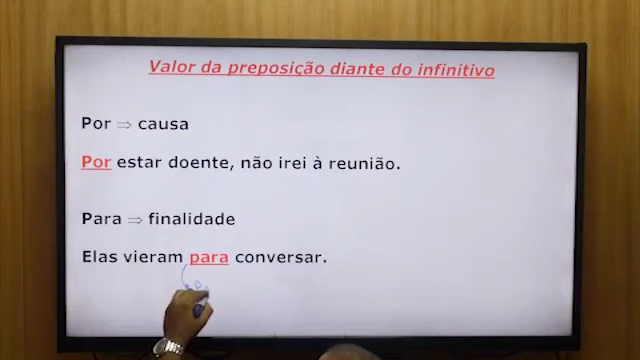 Valor da preposição diante do infinitivo
Por ⇒ causa
Por estar doente, não irei à reunião.
Para ⇒ finalidade
Elas vieram para conversar.